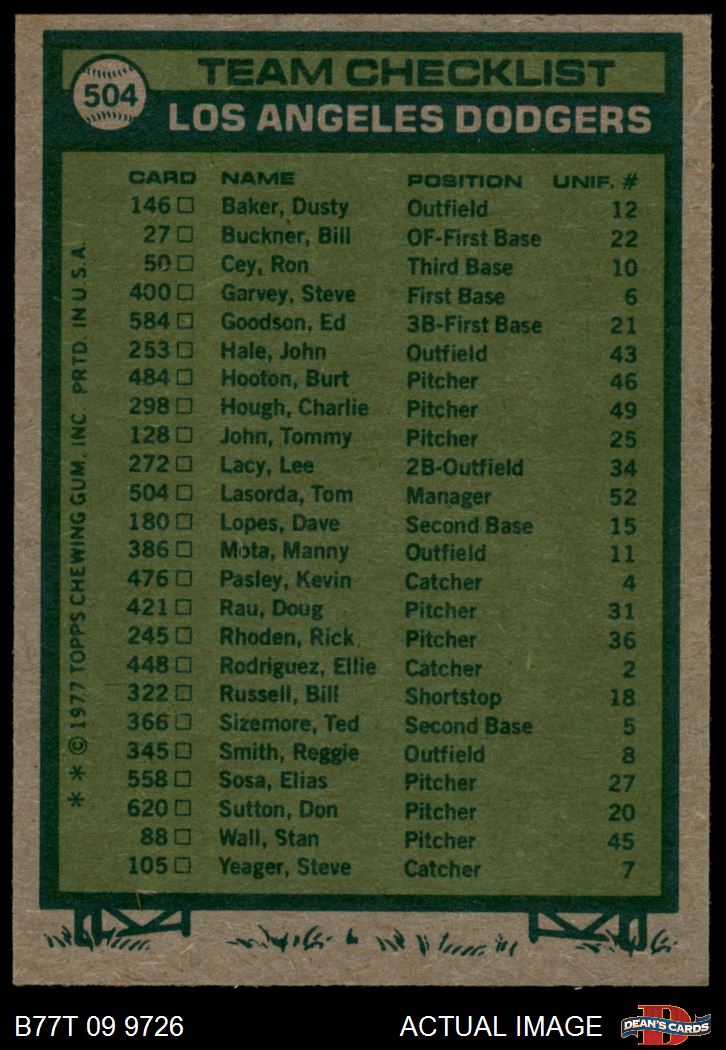 504
TEAM CHECKLIST
LOS ANGELES DODGERS
CARD NAME POSITION UNIF. #
146 Baker, Dusty Outfield 12
27 Buckner, Bill OF-First Base 22
50 Cey, Ron Third Base 10
400 Garvey, Steve First Base 6
584 Goodson, Ed 3B-First Base 21
253 Hale, John Outfield 43
484 Hooton, Burt Pitcher 46
298 Hough, Charlie Pitcher 49
128 John, Tommy Pitcher 25
272 Lacy, Lee 2B-Outfield 34
504 Lasorda, Tom Manager 52
180 Lopes, Dave Second Base 15
386 Mota, Manny Outfield 11
476 Pasley, Kevin Catcher 4
421 Rau, Doug Pitcher 31
245 Rhoden, Rick Pitcher 36
448 Rodriguez, Ellie Catcher 2
322 Russell, Bill Shortstop 18
366 Sizemore, Ted Second Base 5
345 Smith, Reggie Outfield 8
558 Sosa, Elias Pitcher 27
620 Sutton, Don Pitcher 20
88 Wall, Stan Pitcher 45
105 Yeager, Steve Catcher 7
* * © 1977 TOPPS CHEWING GUM, INC. PRTD. IN U.S.A.
B77T 09 9726 ACTUAL IMAGE
D
DEAN'S CARDS